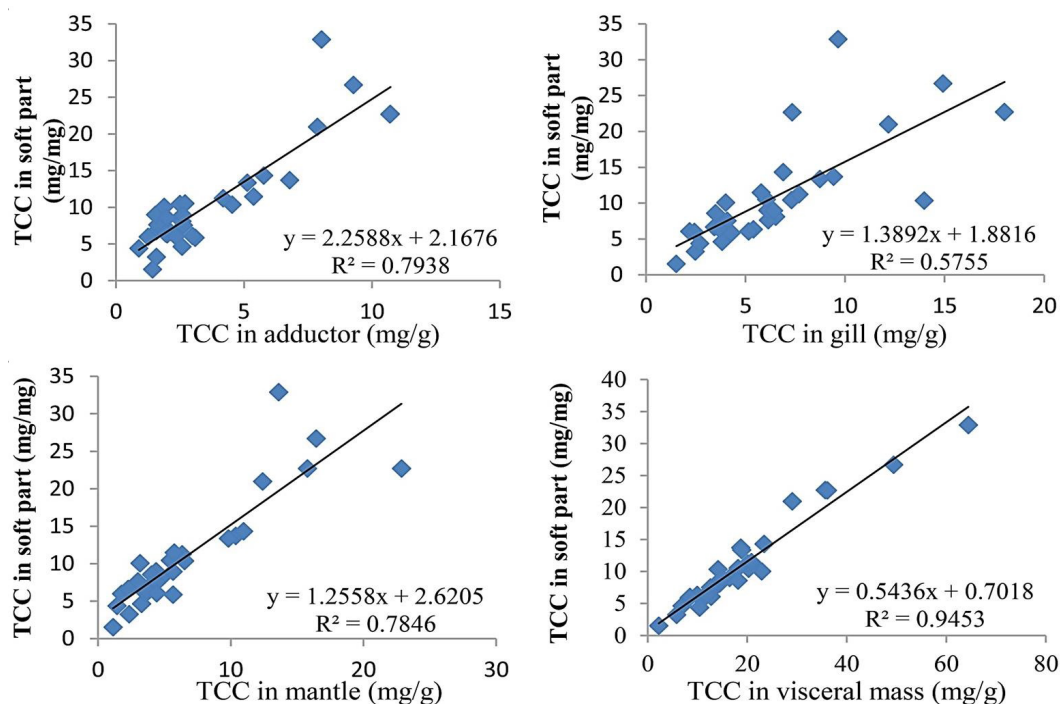 TCC in soft part
(mg/mg)
35
30
25
20
15
10
5
0
y = 2.2588x + 2.1676
R² = 0.7938
0 5 10 15
TCC in adductor (mg/g)
TCC in soft part
(mg/mg)
35
30
25
20
15
10
5
0
y = 1.3892x + 1.8816
R² = 0.5755
0 5 10 15 20
TCC in gill (mg/g)
TCC in soft part (mg/mg)
35
30
25
20
15
10
5
0
y = 1.2558x + 2.6205
R² = 0.7846
0 10 20 30
TCC in mantle (mg/g)
TCC in soft part (mg/mg)
40
35
30
25
20
15
10
5
0
y = 0.5436x + 0.7018
R² = 0.9453
0 20 40 60 80
TCC in visceral mass (mg/g)